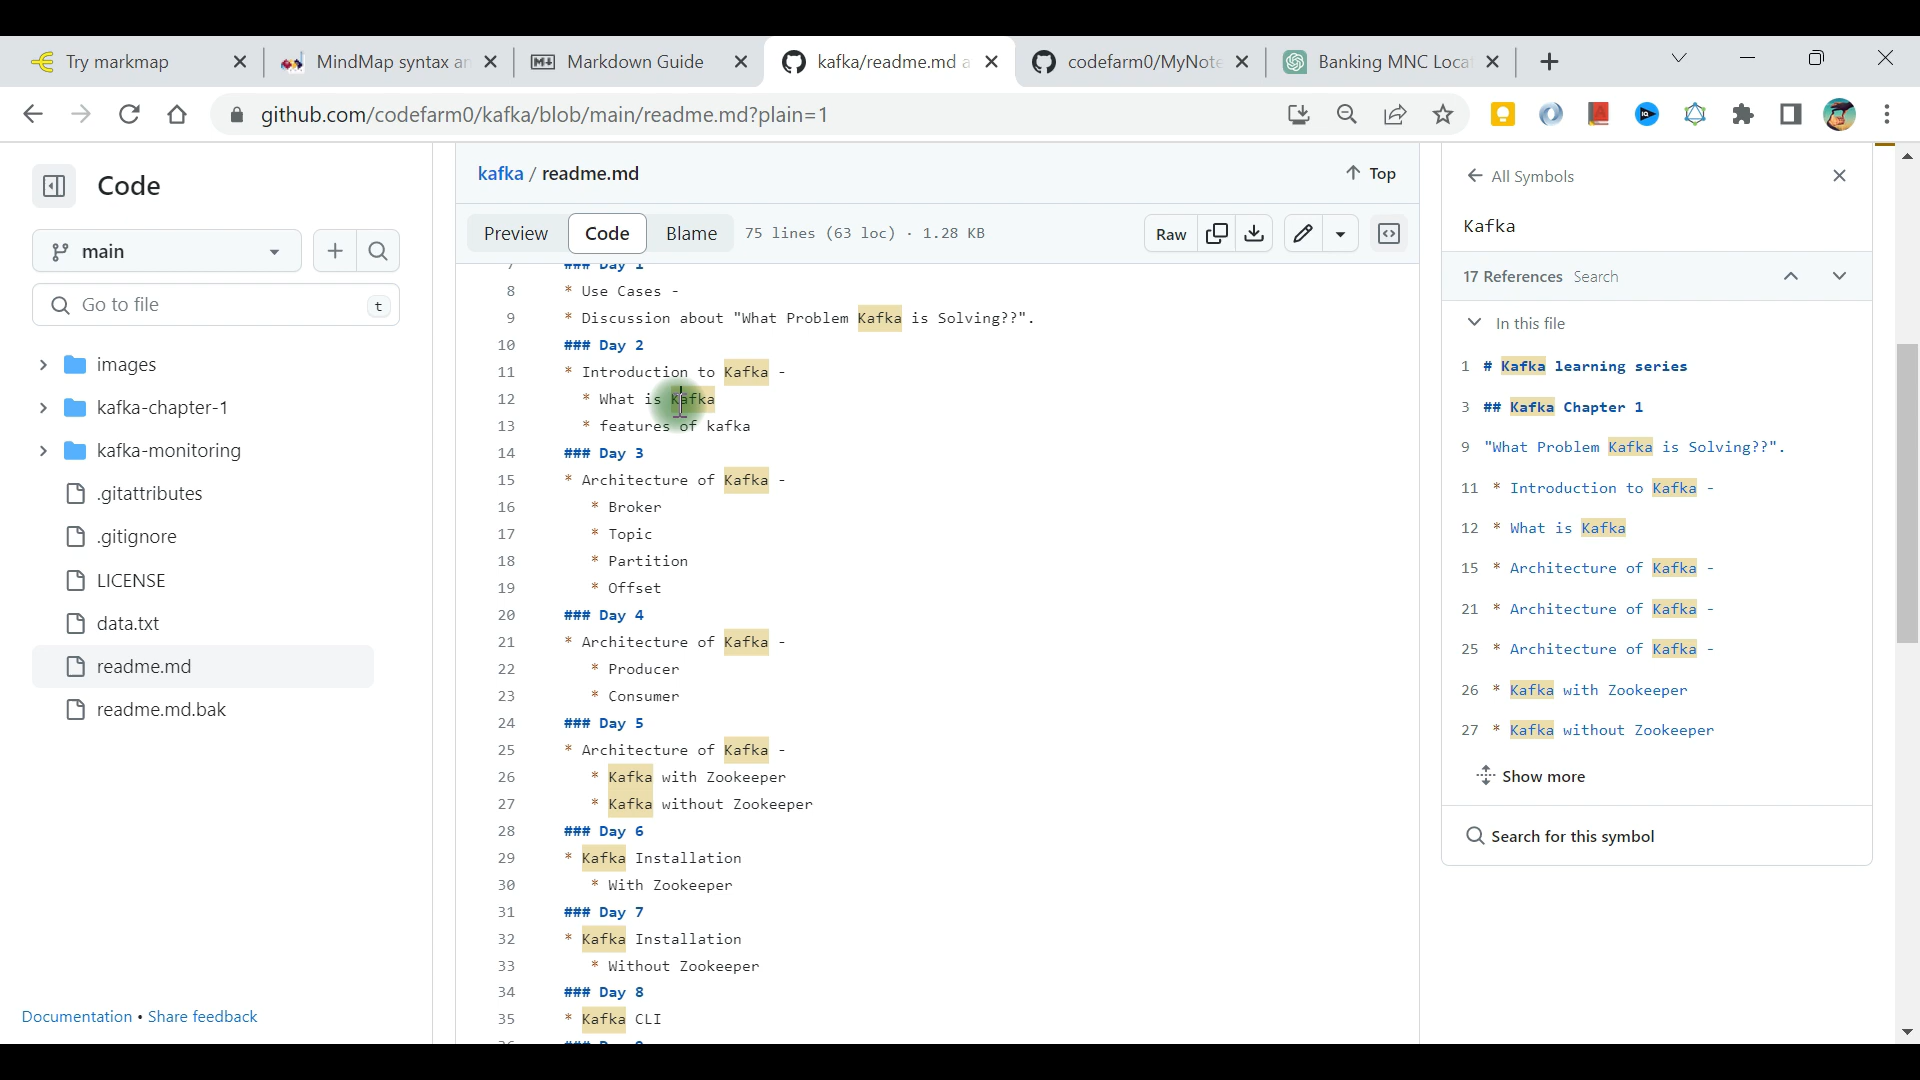 Try markmap
MindMap syntax an
Markdown Guide
kafka/readme.md a
codefarm0/MyNote
Banking MNC Loca
github.com/codefarm0/kafka/blob/main/readme.md?plain=1
Code
main
Go to file
t
images
kafka-chapter-1
kafka-monitoring
.gitattributes
.gitignore
LICENSE
data.txt
readme.md
readme.md.bak
Documentation • Share feedback
kafka / readme.md
Top
Preview
Code
Blame
75 lines (63 loc) · 1.28 KB
Raw
7 ### Day 1
8 * Use Cases -
9 * Discussion about "What Problem Kafka is Solving??".
10 ### Day 2
11 * Introduction to Kafka -
12 * What is Kafka
13 * features of kafka
14 ### Day 3
15 * Architecture of Kafka -
16 * Broker
17 * Topic
18 * Partition
19 * Offset
20 ### Day 4
21 * Architecture of Kafka -
22 * Producer
23 * Consumer
24 ### Day 5
25 * Architecture of Kafka -
26 * Kafka with Zookeeper
27 * Kafka without Zookeeper
28 ### Day 6
29 * Kafka Installation
30 * With Zookeeper
31 ### Day 7
32 * Kafka Installation
33 * Without Zookeeper
34 ### Day 8
35 * Kafka CLI
All Symbols
Kafka
17 References Search
In this file
1 # Kafka learning series
3 ## Kafka Chapter 1
9 "What Problem Kafka is Solving??".
11 * Introduction to Kafka -
12 * What is Kafka
15 * Architecture of Kafka -
21 * Architecture of Kafka -
25 * Architecture of Kafka -
26 * Kafka with Zookeeper
27 * Kafka without Zookeeper
Show more
Search for this symbol